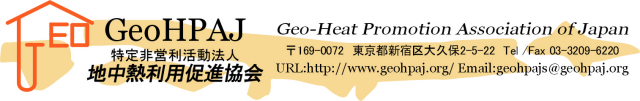 GEO
GeoHPAJ
特定非営利活動法人
地中熱利用促進協会
Geo-Heat Promotion Association of Japan
〒169-0072 東京都新宿区大久保2-5-22 Tel /Fax 03-3209-6220
URL:http://www.geohpaj.org/ Email:geohpajs@geohpaj.org